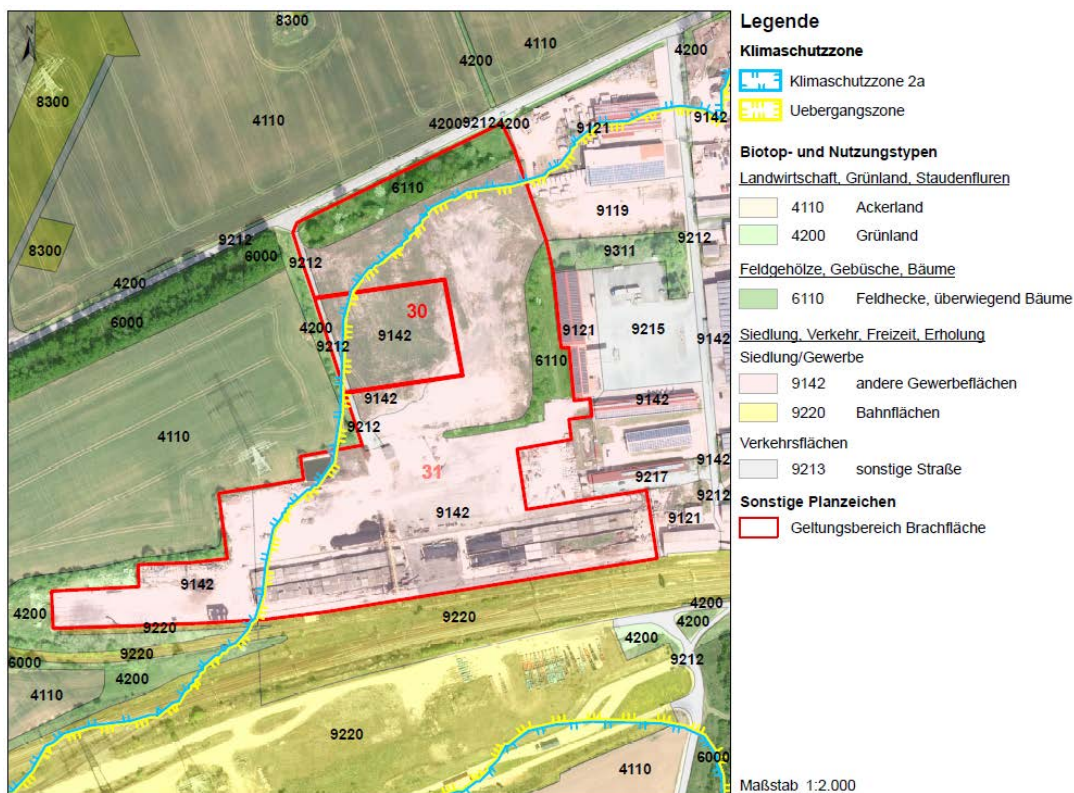 8300
4200
4110
4200
N
8300
4110
4200
9212
4200
9121
9142
6110
9119
8300
9212
6000
9212
9311
9212
4200
6000
30
4200
9142
9212
9121
9215
9142
6110
9142
9142
9212
4110
31
9142
9217
9142
9212
9121
9142
4200
9220
4200
9220
4200
4200
9212
6000
4200
4110
9220
4110
6000
Legende
Klimaschutzzone
Klimaschutzzone 2a
Uebergangszone
Biotop- und Nutzungstypen
Landwirtschaft, Grünland, Staudenfluren
4110 Ackerland
4200 Grünland
Feldgehölze, Gebüsche, Bäume
6110 Feldhecke, überwiegend Bäume
Siedlung, Verkehr, Freizeit, Erholung
Siedlung/Gewerbe
9142 andere Gewerbeflächen
9220 Bahnflächen
Verkehrsflächen
9213 sonstige Straße
Sonstige Planzeichen
Geltungsbereich Brachfläche
Maßstab 1:2.000